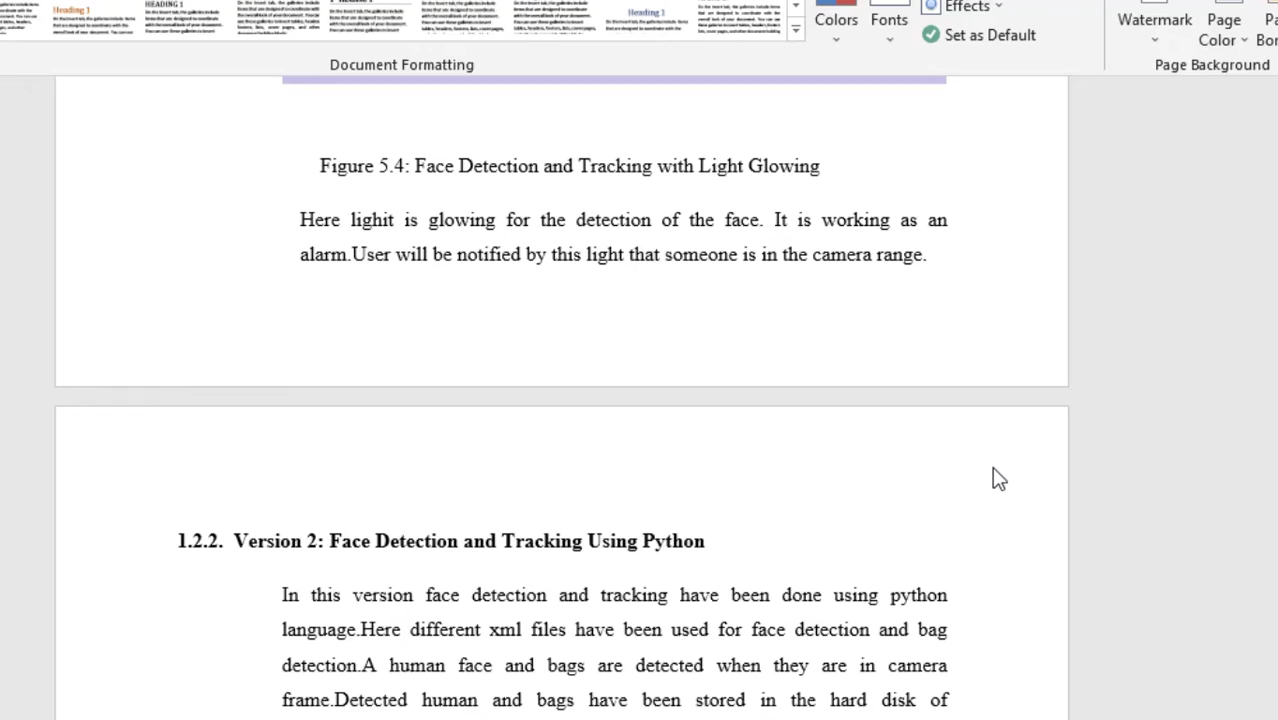 Heading 1
HEADING 1
Heading 1
Colors
Fonts
Effects
Set as Default
Watermark
Page
Color
Document Formatting
Page Background
Figure 5.4: Face Detection and Tracking with Light Glowing
Here lighit is glowing for the detection of the face. It is working as an
alarm.User will be notified by this light that someone is in the camera range.
1.2.2. Version 2: Face Detection and Tracking Using Python
In this version face detection and tracking have been done using python
language.Here different xml files have been used for face detection and bag
detection.A human face and bags are detected when they are in camera
frame.Detected human and bags have been stored in the hard disk of